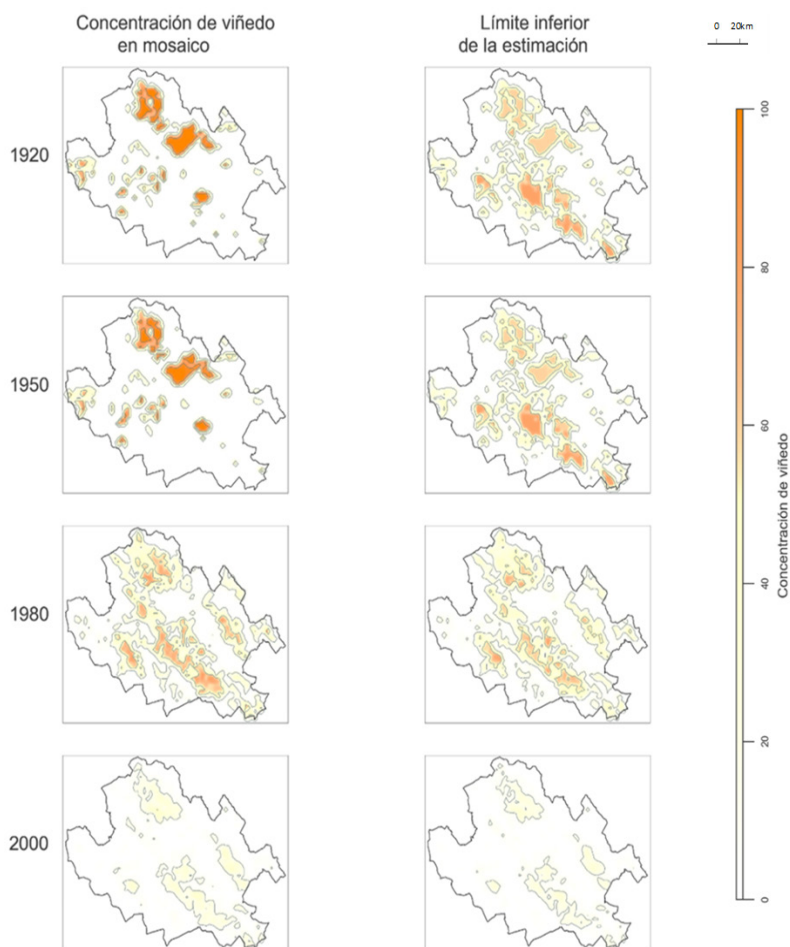 Concentración de viñedo
en mosaico
Límite inferior
de la estimación
0 20km
1920
1950
1980
2000
100
80
60
40
20
0
Concentración de viñedo